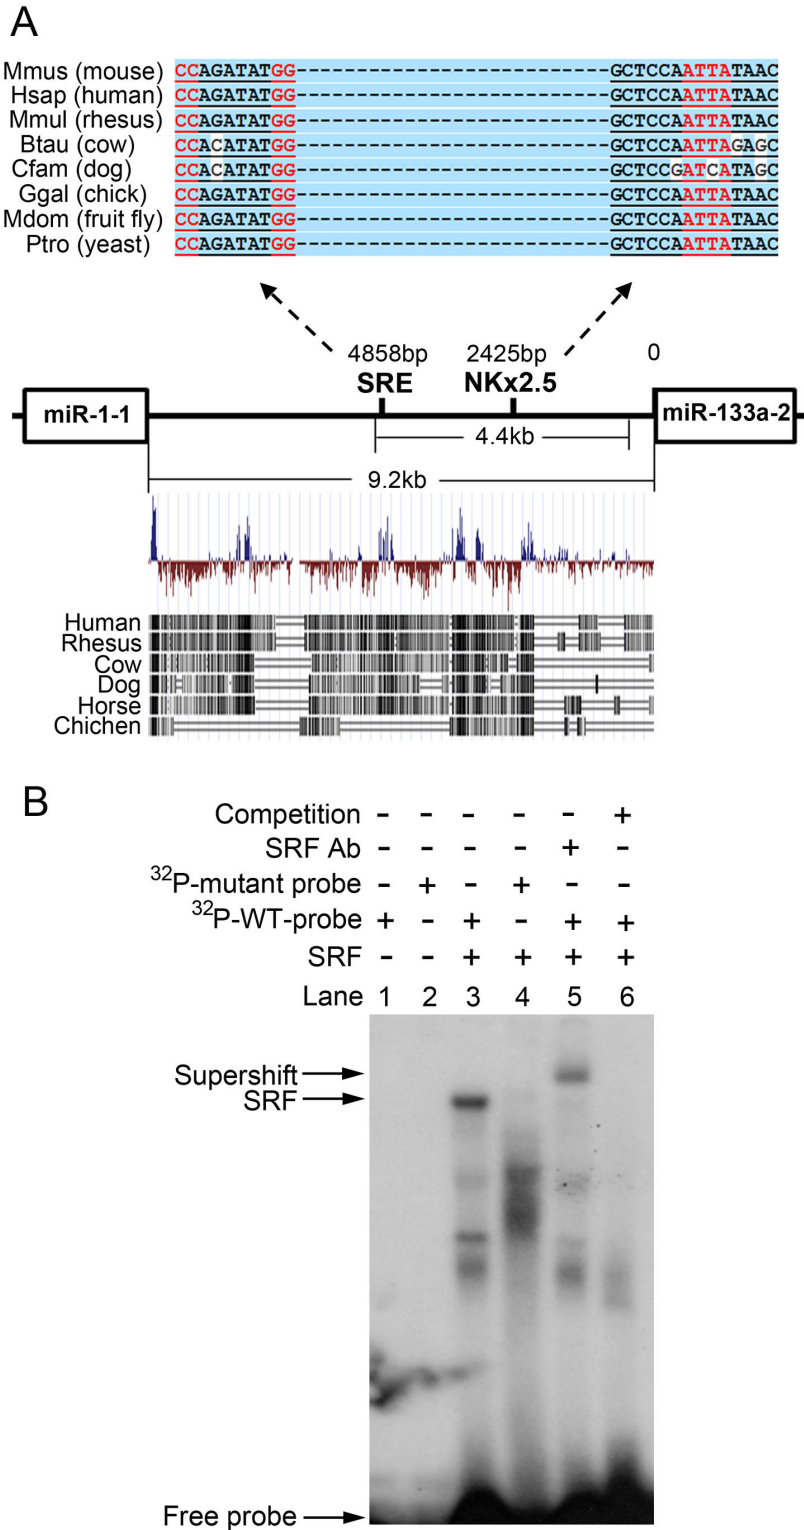 A
Mmus (mouse) CCAGATATGG--------------------------GCTCCAATTATAAC
Hsap (human) CCAGATATGG--------------------------GCTCCAATTATAAC
Mmul (rhesus) CCAGATATGG--------------------------GCTCCAATTATAAC
Btau (cow) CCACATATGG--------------------------GCTCCAATTAGAGC
Cfam (dog) CCACATATGG--------------------------GCTCCGATCATAGC
Ggal (chick) CCAGATATGG--------------------------GCTCCAATTATAAC
Mdom (fruit fly) CCAGATATGG--------------------------GCTCCAATTATAAC
Ptro (yeast) CCAGATATGG--------------------------GCTCCAATTATAAC
4858bp 2425bp 0
SRE NKx2.5
miR-1-1 miR-133a-2
4.4kb
9.2kb
Human
Rhesus
Cow
Dog
Horse
Chichen
B
Competition - - - - - +
SRF Ab - - - - + -
32P-mutant probe - + - + - -
32P-WT-probe + - + - + +
SRF - - + + + +
Lane 1 2 3 4 5 6
Supershift
SRF
Free probe